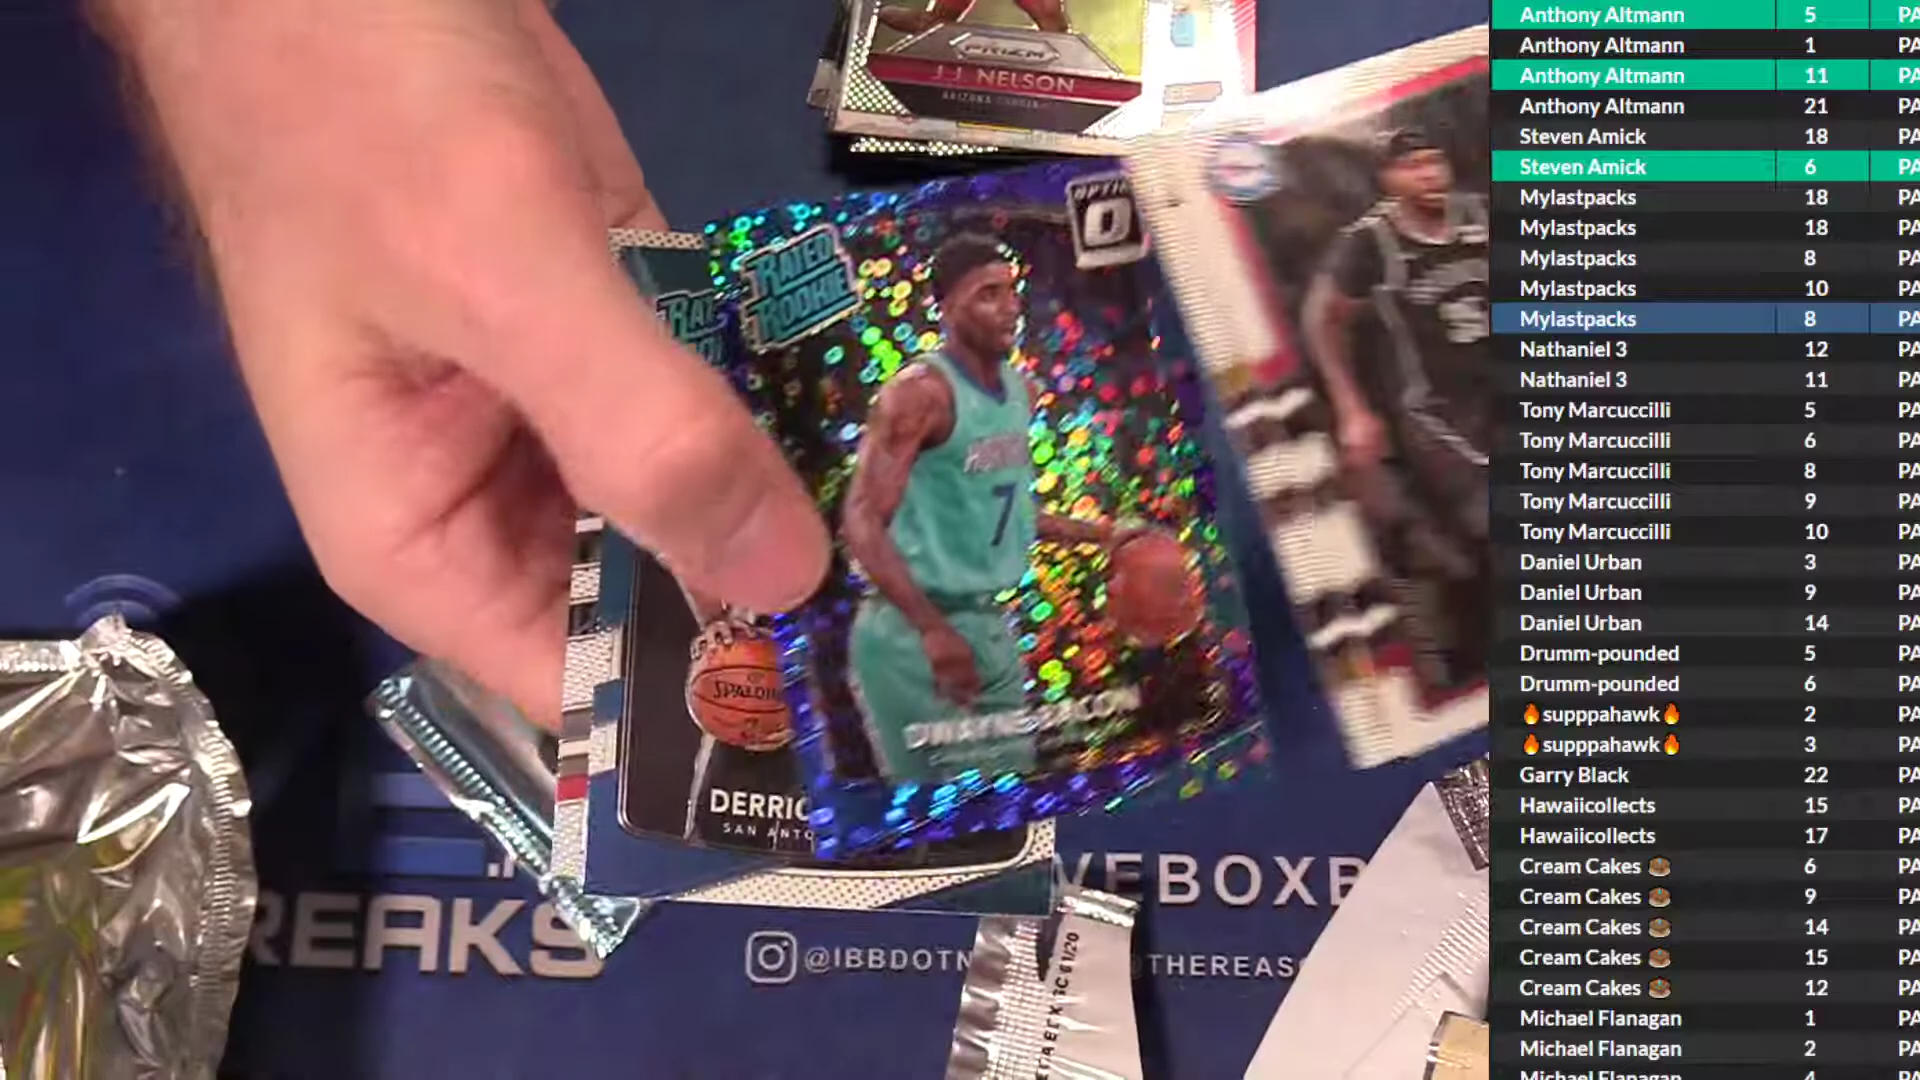 PRIZM
J.J. NELSON
RATED
ROOKIE
OPTIC
7
SPALDING
DERRIC
SAN ANTO
REAKS
VEBOXB
@IBBDOTN
THEREAS
Anthony Altmann 5 PA
Anthony Altmann 1 PA
Anthony Altmann 11 PA
Anthony Altmann 21 PA
Steven Amick 18 PA
Steven Amick 6 PA
Mylastpacks 18 PA
Mylastpacks 18 PA
Mylastpacks 8 PA
Mylastpacks 10 PA
Mylastpacks 8 PA
Nathaniel 3 12 PA
Nathaniel 3 11 PA
Tony Marcuccilli 5 PA
Tony Marcuccilli 6 PA
Tony Marcuccilli 8 PA
Tony Marcuccilli 9 PA
Tony Marcuccilli 10 PA
Daniel Urban 3 PA
Daniel Urban 9 PA
Daniel Urban 14 PA
Drumm-pounded 5 PA
Drumm-pounded 6 PA
🔥supppahawk🔥 2 PA
🔥supppahawk🔥 3 PA
Garry Black 22 PA
Hawaiicollects 15 PA
Hawaiicollects 17 PA
Cream Cakes 6 PA
Cream Cakes 9 PA
Cream Cakes 14 PA
Cream Cakes 15 PA
Cream Cakes 12 PA
Michael Flanagan 1 PA
Michael Flanagan 2 PA
Michael Flanagan 4 PA